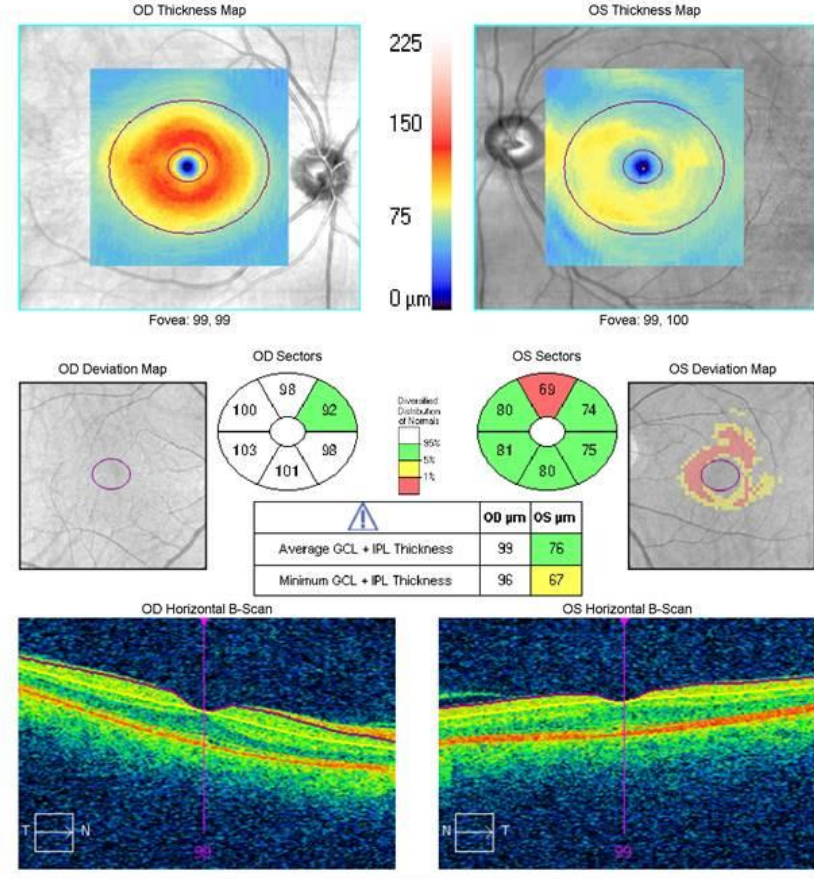 OD Thickness Map
OS Thickness Map
225
150
75
0 µm
Fovea: 99, 99
Fovea: 99, 100
OD Deviation Map
OD Sectors
OS Sectors
OS Deviation Map
98
100
92
103
98
101
Diversified
Distribution
of Normals
95%
5%
1%
69
80
74
81
75
80
OD µm OS µm
Average GCL + IPL Thickness 99 76
Minimum GCL + IPL Thickness 96 67
OD Horizontal B-Scan
OS Horizontal B-Scan
T N
99
N T
99